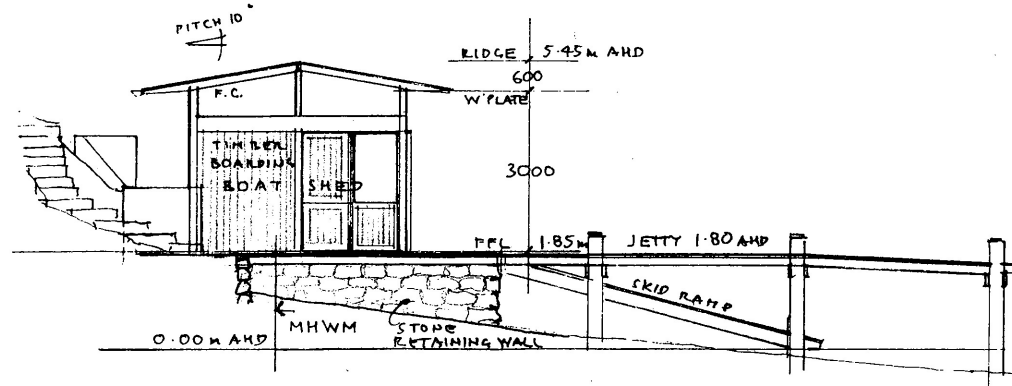 PITCH 10°
RIDGE 5.45M AHD
600
W'PLATE
F.C.
TIMBER
BOARDING
BOAT SHED
3000
FFL 1.85M JETTY 1.80 AHD
SKID RAMP
MHWM
STONE
RETAINING WALL
0.00M AHD